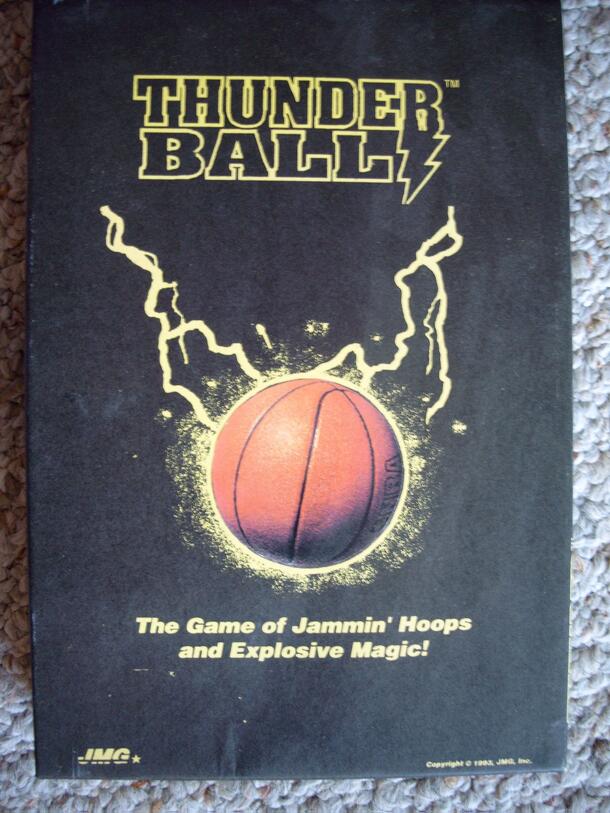 THUNDER™
BALL
The Game of Jammin' Hoops
and Explosive Magic!
JMG
Copyright © 1993, JMG, Inc.